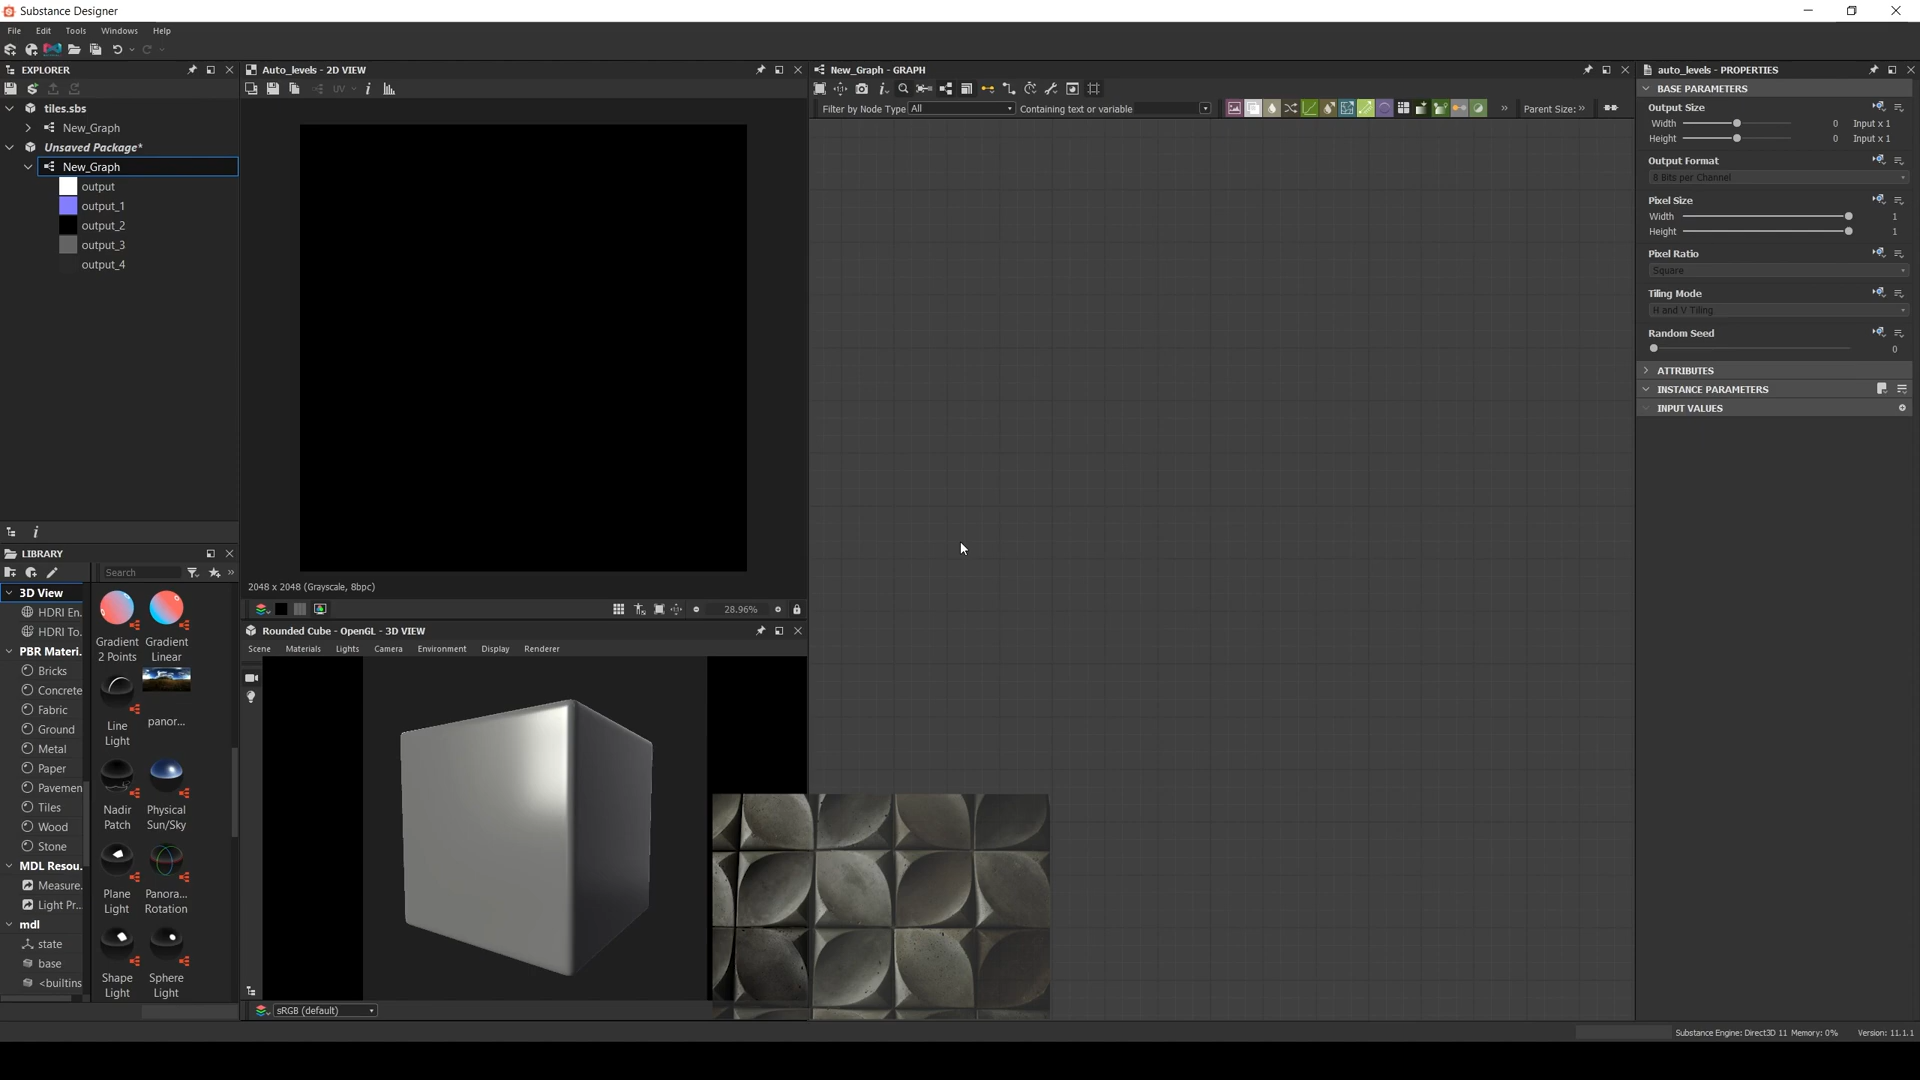 Substance Designer
File Edit Tools Windows Help
EXPLORER
tiles.sbs
New_Graph
Unsaved Package*
New_Graph
output
output_1
output_2
output_3
output_4
LIBRARY
Search
3D View
HDRI En.
HDRI To.
PBR Materi..
Bricks
Concrete
Fabric
Ground
Metal
Paper
Pavemen
Tiles
Wood
Stone
MDL Resou.
Measure.
Light Pr..
mdl
state
base
<builtins
Gradient 2 Points
Gradient Linear
Line Light
panor...
Nadir Patch
Physical Sun/Sky
Plane Light
Panora... Rotation
Shape Light
Sphere Light
Auto_levels - 2D VIEW
UV
2048 x 2048 (Grayscale, 8bpc)
28.96%
Rounded Cube - OpenGL - 3D VIEW
Scene Materials Lights Camera Environment Display Renderer
sRGB (default)
New_Graph - GRAPH
Filter by Node Type All Containing text or variable
Parent Size:
auto_levels - PROPERTIES
BASE PARAMETERS
Output Size
Width 0 Input x 1
Height 0 Input x 1
Output Format
8 Bits per Channel
Pixel Size
Width 1
Height 1
Pixel Ratio
Square
Tiling Mode
H and V Tiling
Random Seed
0
ATTRIBUTES
INSTANCE PARAMETERS
INPUT VALUES
Substance Engine: Direct3D 11 Memory: 0% Version: 11.1.1